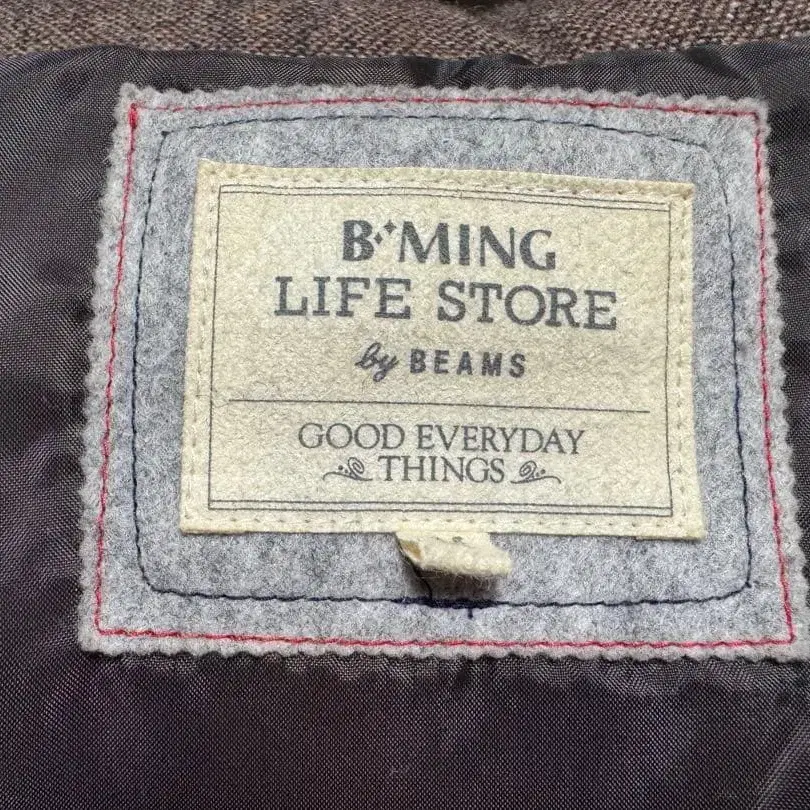 B✦MING
LIFE STORE
by BEAMS
GOOD EVERYDAY
THINGS